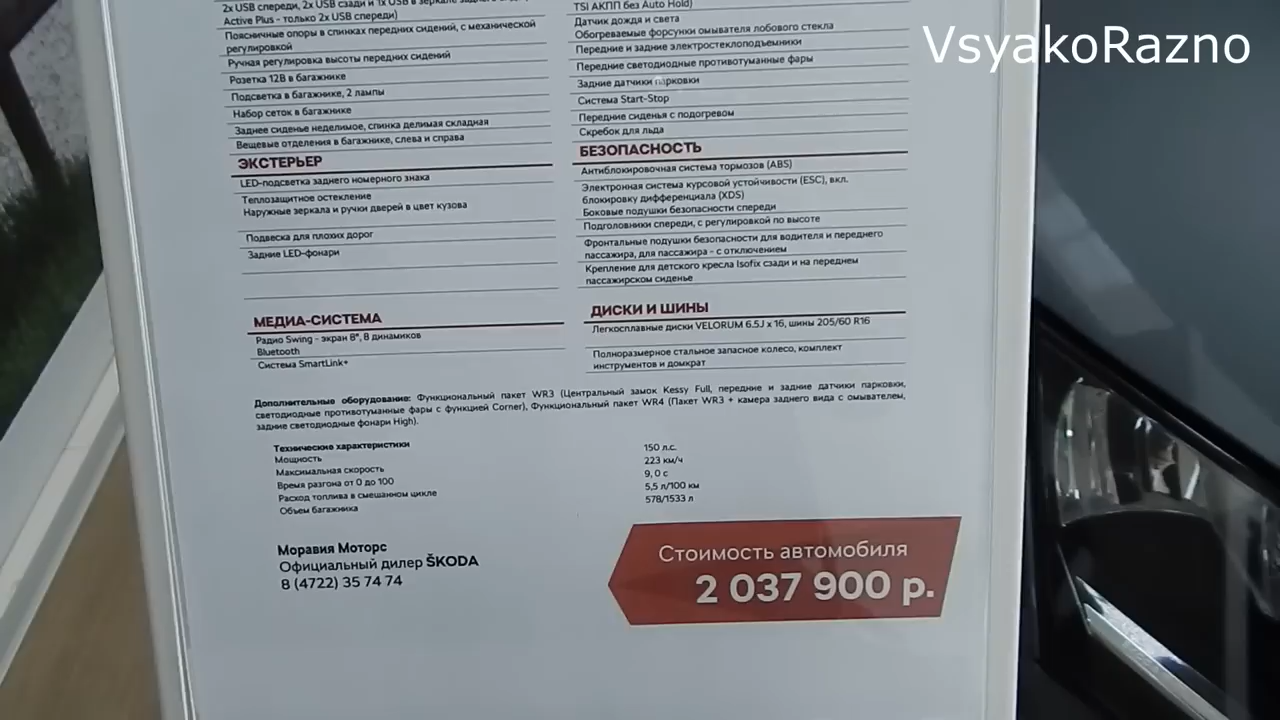 VsyakoRazno
2x USB спереди, 2x USB сзади и 1x USB в зеркале
Active Plus - только 2x USB спереди)
Поясничные опоры в спинках передних сидений, с механической
регулировкой
Ручная регулировка высоты передних сидений
Розетка 12В в багажнике
Подсветка в багажнике, 2 лампы
Набор сеток в багажнике
Заднее сиденье неделимое, спинка делимая складная
Вещевые отделения в багажнике, слева и справа
ЭКСТЕРЬЕР
LED-подсветка заднего номерного знака
Теплозащитное остекление
Наружные зеркала и ручки дверей в цвет кузова
Подвеска для плохих дорог
Задние LED-фонари
МЕДИА-СИСТЕМА
Радио Swing - экран 8", 8 динамиков
Bluetooth
Система SmartLink+
TSI АКПП без Auto Hold)
Датчик дождя и света
Обогреваемые форсунки омывателя лобового стекла
Передние и задние электростеклоподъемники
Передние светодиодные противотуманные фары
Задние датчики парковки
Система Start-Stop
Передние сиденья с подогревом
Скребок для льда
БЕЗОПАСНОСТЬ
Антиблокировочная система тормозов (ABS)
Электронная система курсовой устойчивости (ESC), вкл.
блокировку дифференциала (XDS)
Боковые подушки безопасности спереди
Подголовники спереди, с регулировкой по высоте
Фронтальные подушки безопасности для водителя и переднего
пассажира, для пассажира - с отключением
Крепление для детского кресла Isofix сзади и на переднем
пассажирском сиденье
ДИСКИ И ШИНЫ
Легкосплавные диски VELORUM 6.5J x 16, шины 205/60 R16
Полноразмерное стальное запасное колесо, комплект
инструментов и домкрат
Дополнительные оборудование: Функциональный пакет WR3 (Центральный замок Kessy Full, передние и задние датчики парковки,
светодиодные противотуманные фары с функцией Corner), Функциональный пакет WR4 (Пакет WR3 + камера заднего вида с омывателем,
задние светодиодные фонари High).
Технические характеристики
Мощность 150 л.с.
Максимальная скорость 223 км/ч
Время разгона от 0 до 100 9, 0 с
Расход топлива в смешанном цикле 5,5 л/100 км
Объем багажника 578/1533 л
Моравия Моторс
Официальный дилер ŠKODA
8 (4722) 35 74 74
Стоимость автомобиля
2 037 900 р.